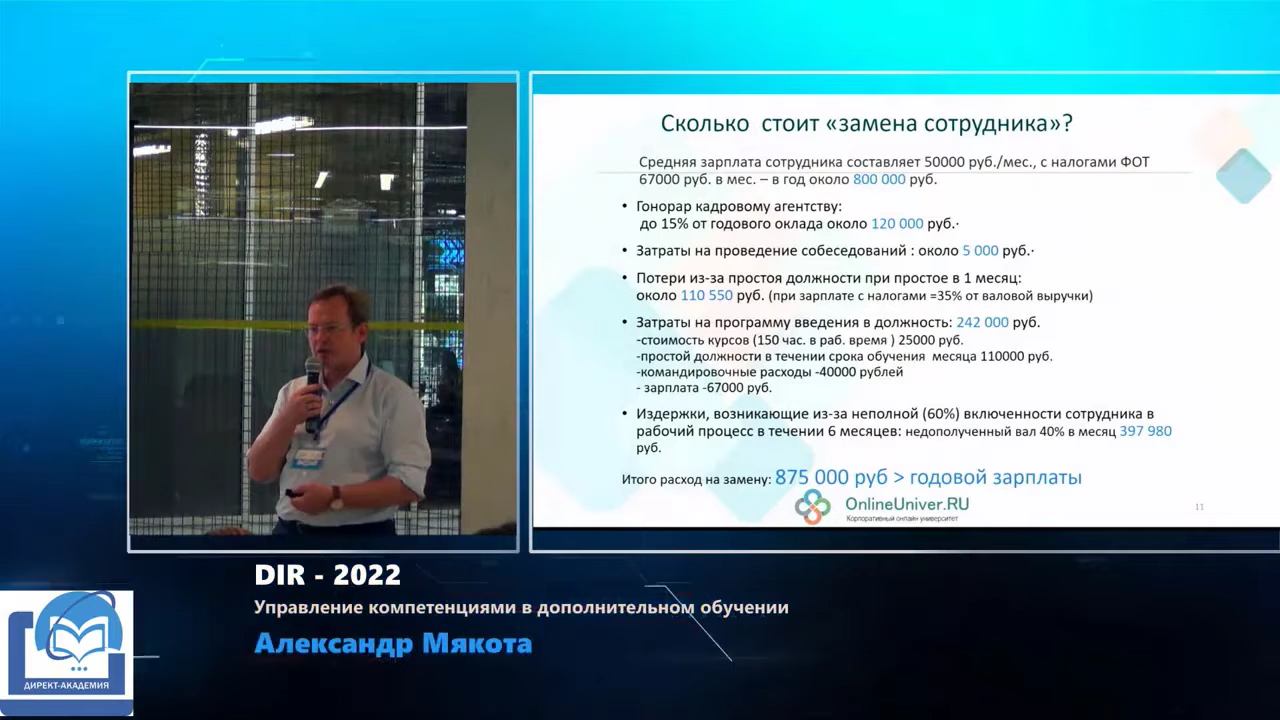 Сколько стоит «замена сотрудника»?
Средняя зарплата сотрудника составляет 50000 руб./мес., с налогами ФОТ
67000 руб. в мес. – в год около 800 000 руб.
• Гонорар кадровому агентству:
до 15% от годового оклада около 120 000 руб.·
• Затраты на проведение собеседований : около 5 000 руб.·
• Потери из-за простоя должности при простое в 1 месяц:
около 110 550 руб. (при зарплате с налогами =35% от валовой выручки)
• Затраты на программу введения в должность: 242 000 руб.
-стоимость курсов (150 час. в раб. время ) 25000 руб.
-простой должности в течении срока обучения месяца 110000 руб.
-командировочные расходы -40000 рублей
- зарплата -67000 руб.
• Издержки, возникающие из-за неполной (60%) включенности сотрудника в
рабочий процесс в течении 6 месяцев: недополученный вал 40% в месяц 397 980
руб.
Итого расход на замену: 875 000 руб > годовой зарплаты
OnlineUniver.RU
Корпоративный онлайн университет
11
DIR - 2022
Управление компетенциями в дополнительном обучении
Александр Мякота
ДИРЕКТ-АКАДЕМИЯ